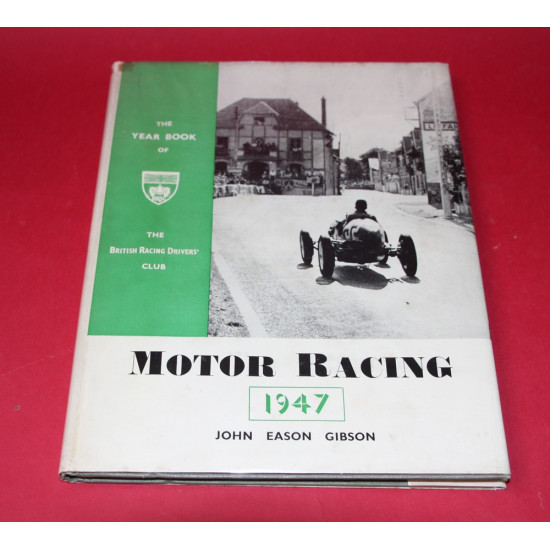 THE
YEAR BOOK
OF
THE
BRITISH RACING DRIVERS'
CLUB
MOTOR RACING
1947
JOHN EASON GIBSON